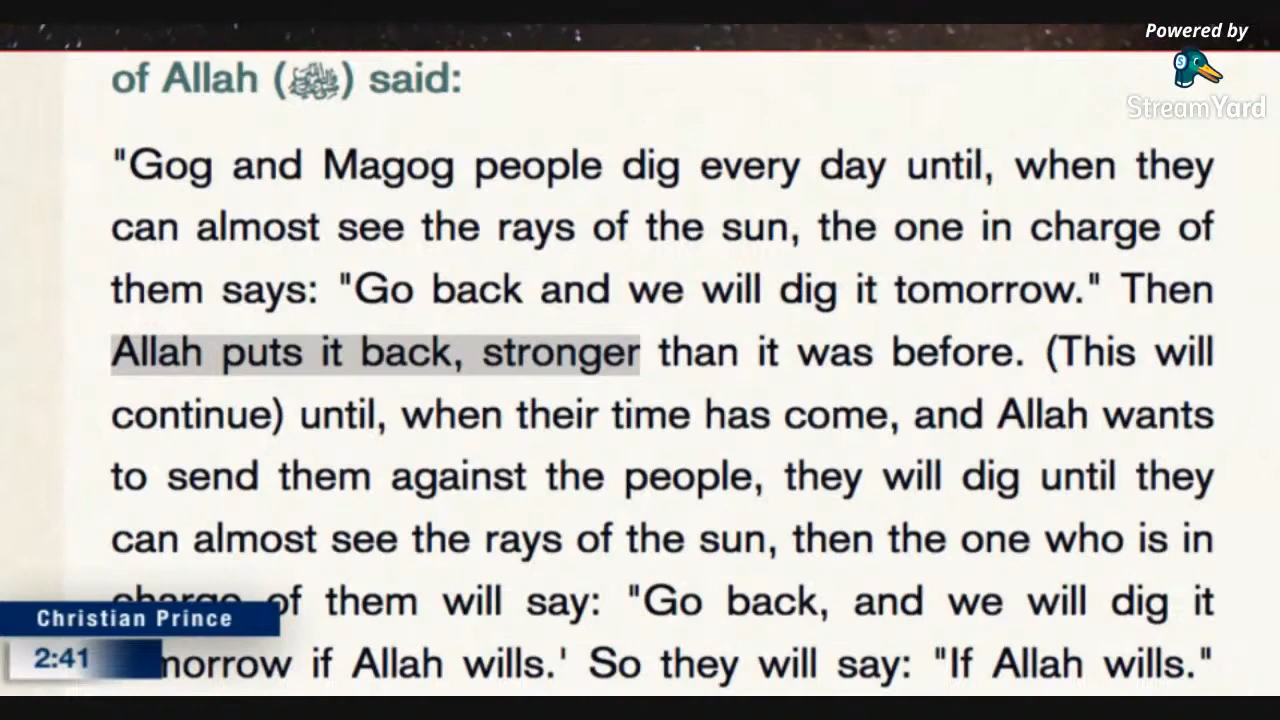 Powered by
StreamYard
of Allah (ﷺ) said:
"Gog and Magog people dig every day until, when they
can almost see the rays of the sun, the one in charge of
them says: "Go back and we will dig it tomorrow." Then
Allah puts it back, stronger than it was before. (This will
continue) until, when their time has come, and Allah wants
to send them against the people, they will dig until they
can almost see the rays of the sun, then the one who is in
charge of them will say: "Go back, and we will dig it
morrow if Allah wills.' So they will say: "If Allah wills."
Christian Prince
2:41